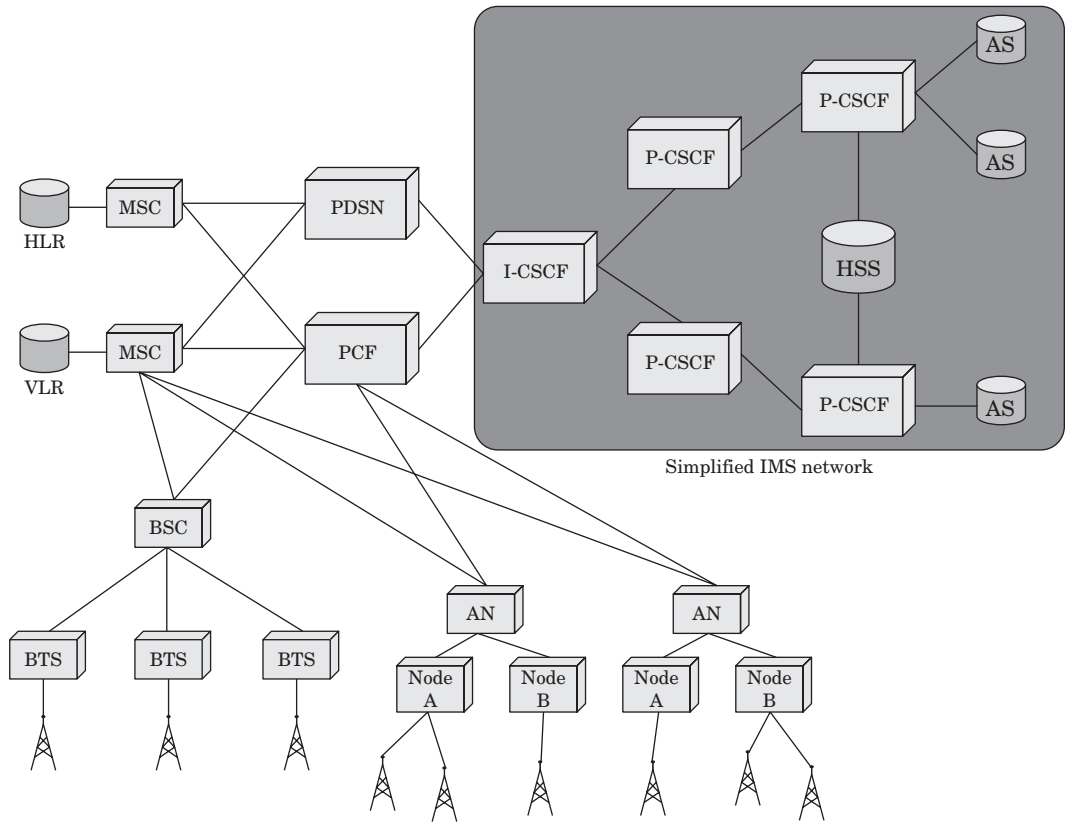 AS
P-CSCF
P-CSCF
AS
MSC
PDSN
HLR
I-CSCF
HSS
MSC
PCF
P-CSCF
VLR
P-CSCF
AS
Simplified IMS network
BSC
AN
AN
BTS
BTS
BTS
Node
A
Node
B
Node
A
Node
B